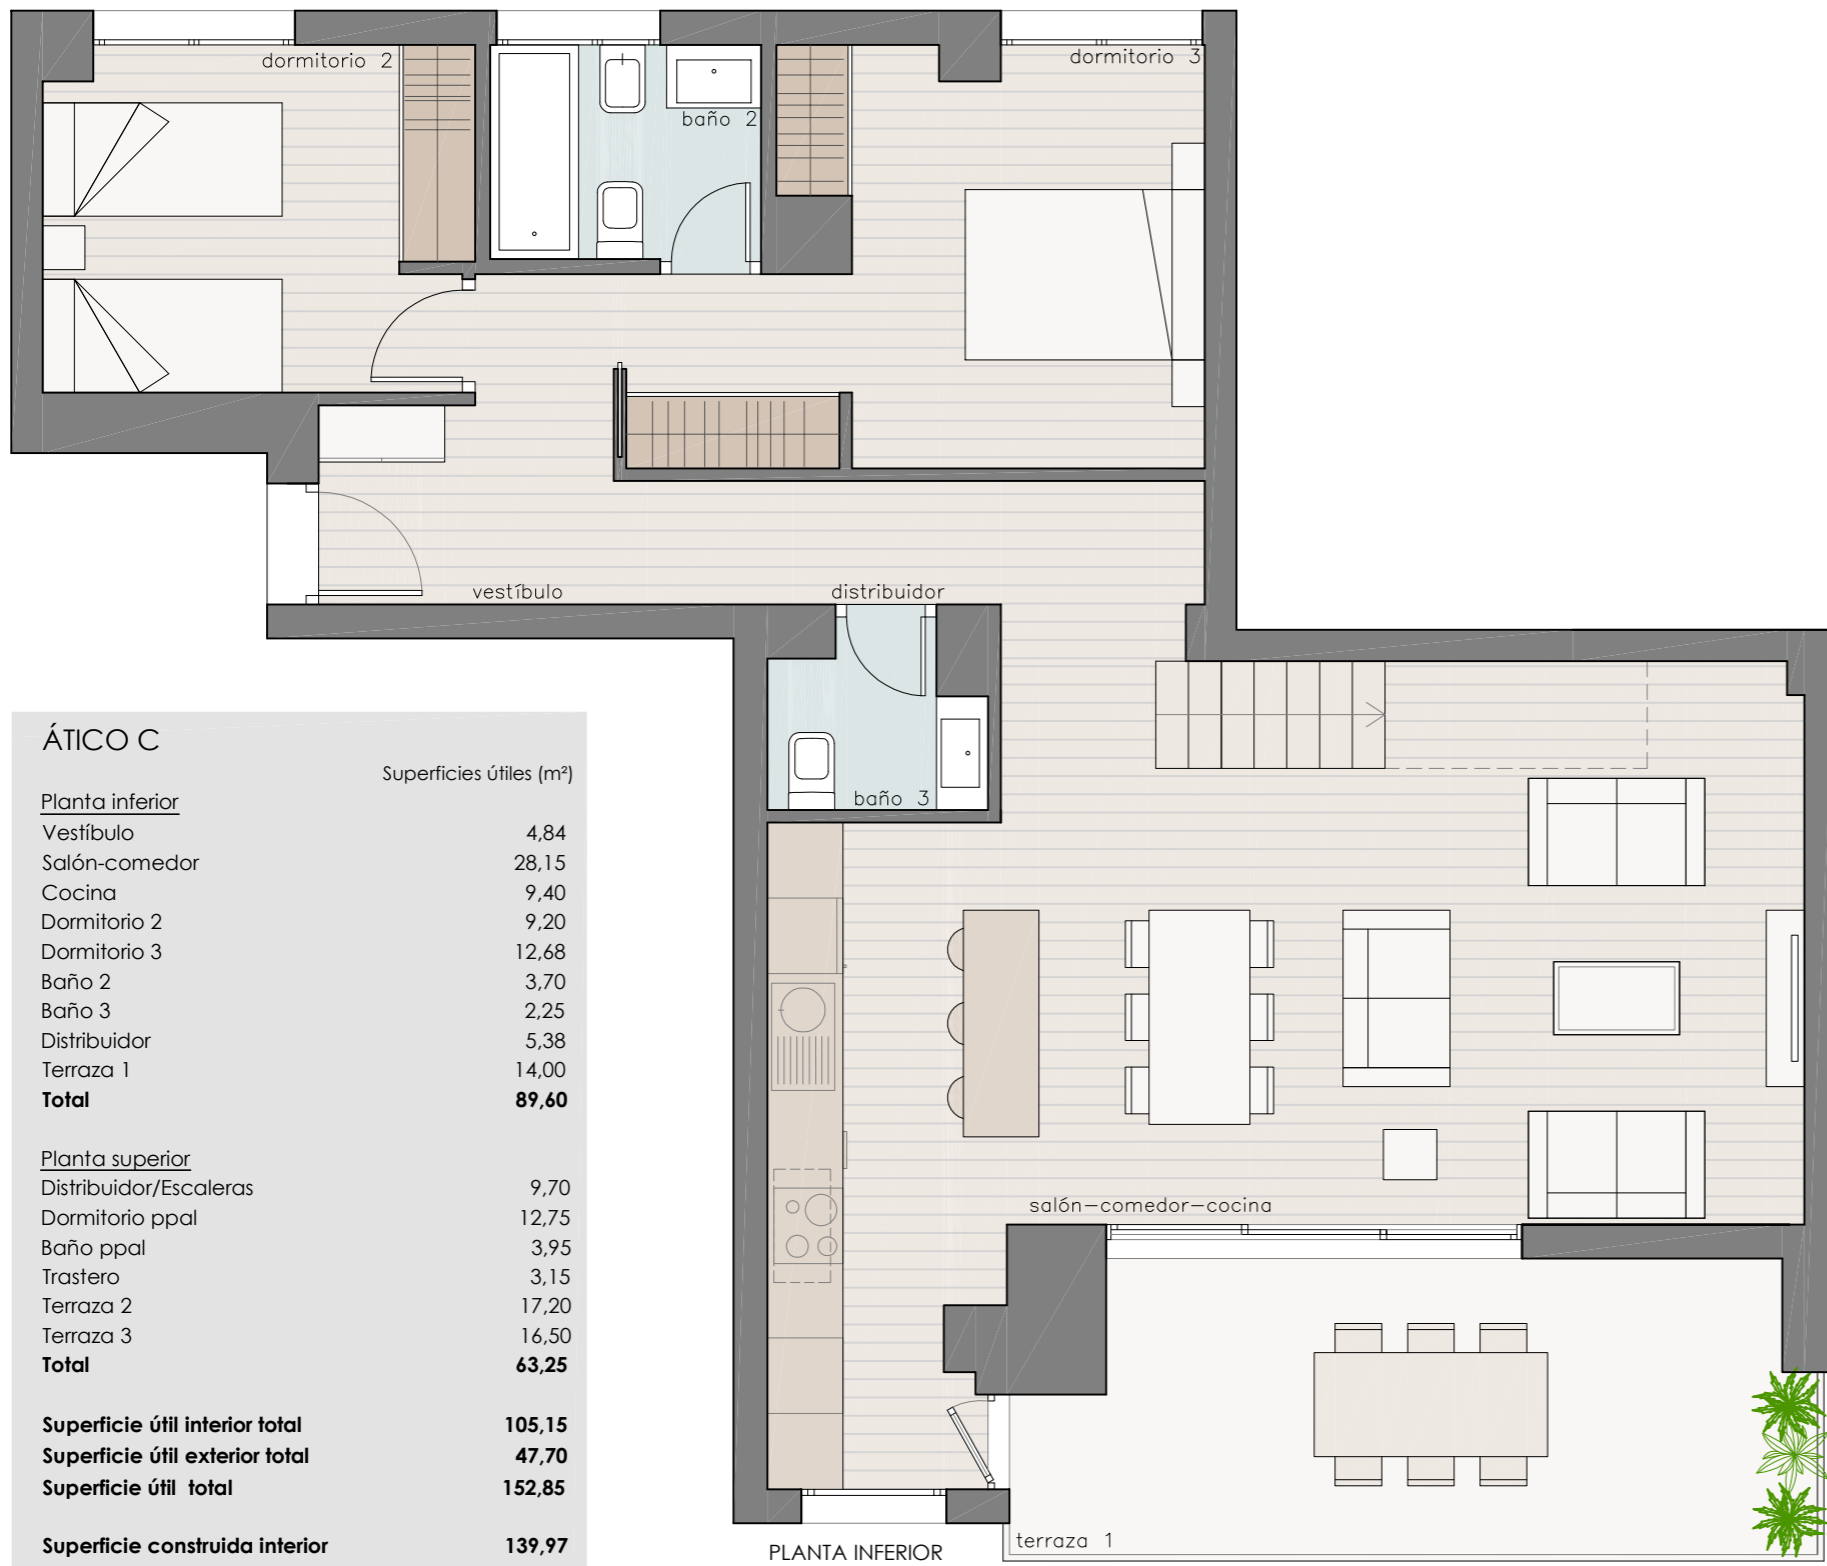 dormitorio 2
baño 2
dormitorio 3
vestíbulo
distribuidor
baño 3
salón-comedor-cocina
terraza 1
PLANTA INFERIOR
ÁTICO C
Superficies útiles (m²)
Planta inferior
Vestíbulo 4,84
Salón-comedor 28,15
Cocina 9,40
Dormitorio 2 9,20
Dormitorio 3 12,68
Baño 2 3,70
Baño 3 2,25
Distribuidor 5,38
Terraza 1 14,00
Total 89,60
Planta superior
Distribuidor/Escaleras 9,70
Dormitorio ppal 12,75
Baño ppal 3,95
Trastero 3,15
Terraza 2 17,20
Terraza 3 16,50
Total 63,25
Superficie útil interior total 105,15
Superficie útil exterior total 47,70
Superficie útil total 152,85
Superficie construida interior 139,97